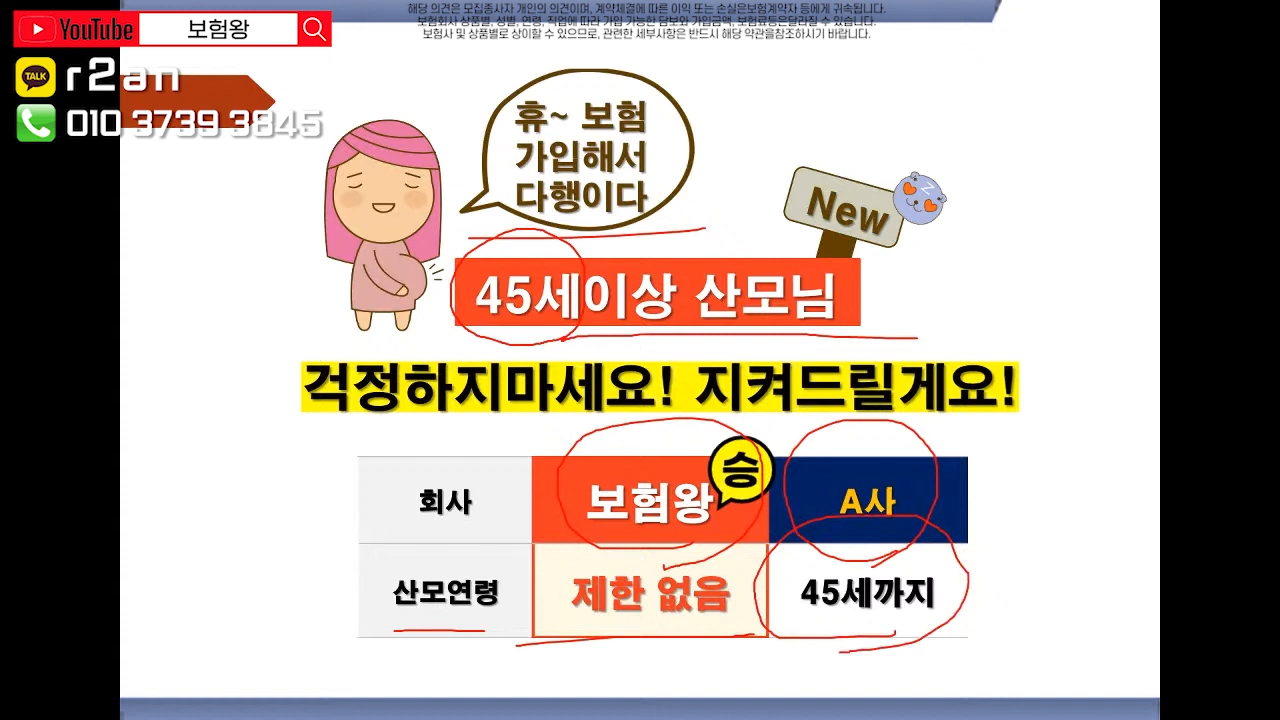 해당 의견은 모집종사자 개인의 의견이며, 계약체결에 따른 이익 또는 손실은보험계약자 등에게 귀속됩니다.
보험회사 상품별, 성별, 연령, 직업에 따라 가입 가능한 담보와 가입금액, 보험료등은달라질 수 있습니다.
보험사 및 상품별로 상이할 수 있으므로, 관련한 세부사항은 반드시 해당 약관을참조하시기 바랍니다.
YouTube 보험왕
TALK r2an
010 3739 3845
휴~ 보험
가입해서
다행이다
New
45세이상 산모님
걱정하지마세요! 지켜드릴게요!
회사 보험왕 승 A사
산모연령 제한 없음 45세까지